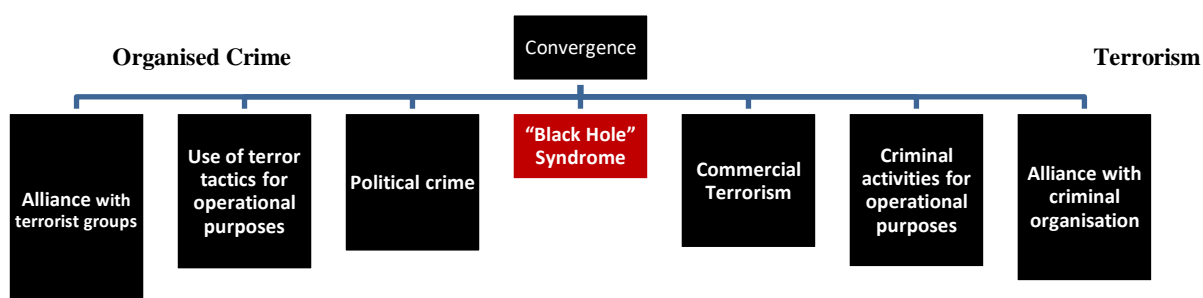 Convergence
Organised Crime
Terrorism
Alliance with
terrorist groups
Use of terror
tactics for
operational
purposes
Political crime
“Black Hole”
Syndrome
Commercial
Terrorism
Criminal
activities for
operational
purposes
Alliance with
criminal
organisation